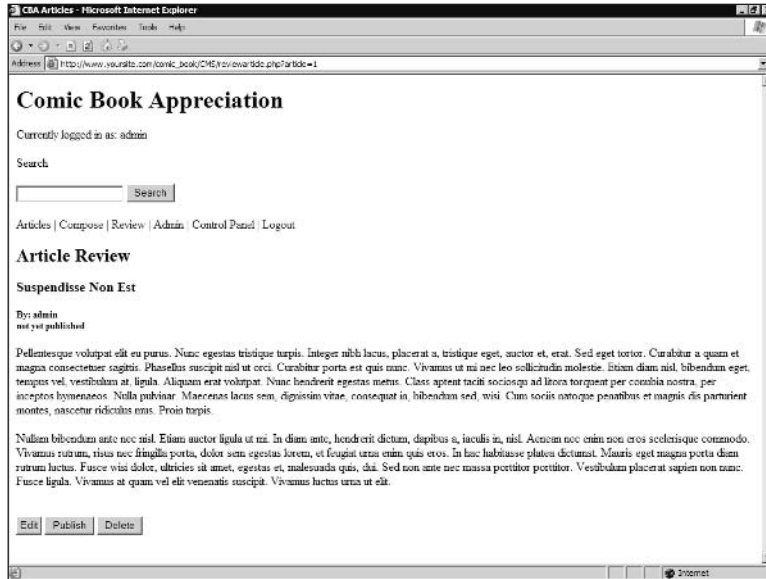 CBA Articles - Microsoft Internet Explorer
File Edit View Favorites Tools Help
Address http://www.yoursite.com/comic_book/CMS/reviewarticle.php?article=1
Comic Book Appreciation
Currently logged in as: admin
Search
Search
Articles | Compose | Review | Admin | Control Panel | Logout
Article Review
Suspendisse Non Est
By: admin
not yet published
Pellentesque volutpat elit eu purus. Nunc egestas tristique turpis. Integer nibh lacus, placerat a, tristique eget, auctor et, erat. Sed eget tortor. Curabitur a quam et
magna consectetuer sagittis. Phasellus suscipit nisl ut orci. Curabitur porta est quis nunc. Vivamus ut mi nec leo sollicitudin molestie. Etiam diam nisl, bibendum eget,
tempus vel, vestibulum at, ligula. Aliquam erat volutpat. Nunc hendrerit egestas metus. Class aptent taciti sociosqu ad litora torquent per conubia nostra, per
inceptos hymenaeos. Nulla pulvinar. Maecenas lacus sem, dignissim vitae, consequat in, bibendum sed, wisi. Cum sociis natoque penatibus et magnis dis parturient
montes, nascetur ridiculus mus. Proin turpis.
Nullam bibendum ante nec nisl. Etiam auctor ligula ut mi. In diam ante, hendrerit dictum, dapibus a, iaculis in, nisl. Aenean nec enim non eros scelerisque commodo.
Vivamus rutrum, risus nec fringilla porta, dolor sem egestas lorem, et feugiat urna enim quis eros. In hac habitasse platea dictumst. Mauris eget magna porta diam
rutrum luctus. Fusce wisi dolor, ultricies sit amet, egestas et, malesuada quis, dui. Sed non ante nec massa porttitor porttitor. Vestibulum placerat sapien non nunc.
Fusce ligula. Vivamus at quam vel elit venenatis suscipit. Vivamus luctus urna ut elit.
Edit Publish Delete
Internet